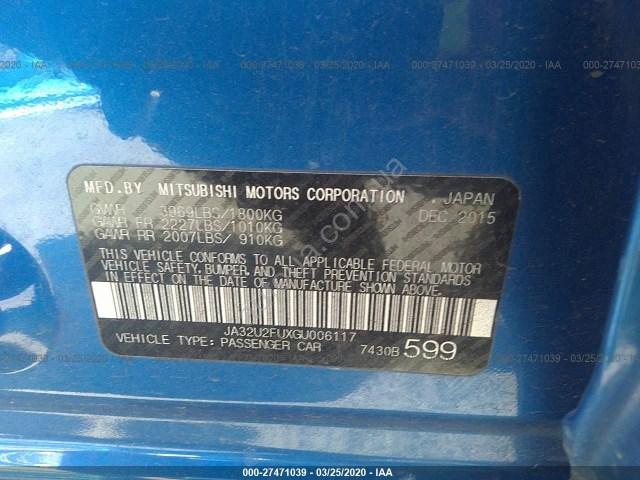 000-27471039 - 03/25/2020 - IAA
MFD.BY MITSUBISHI MOTORS CORPORATION JAPAN
GVWR 3969LBS/1800KG DEC 2015
GAWR FR 2227LBS/1010KG
GAWR RR 2007LBS/ 910KG
THIS VEHICLE CONFORMS TO ALL APPLICABLE FEDERAL MOTOR
VEHICLE SAFETY, BUMPER, AND THEFT PREVENTION STANDARDS
IN EFFECT ON THE DATE OF MANUFACTURE SHOWN ABOVE.
JA32U2FUXGU006117
VEHICLE TYPE: PASSENGER CAR 7430B 599
000-27471039 - 03/25/2020 - IAA